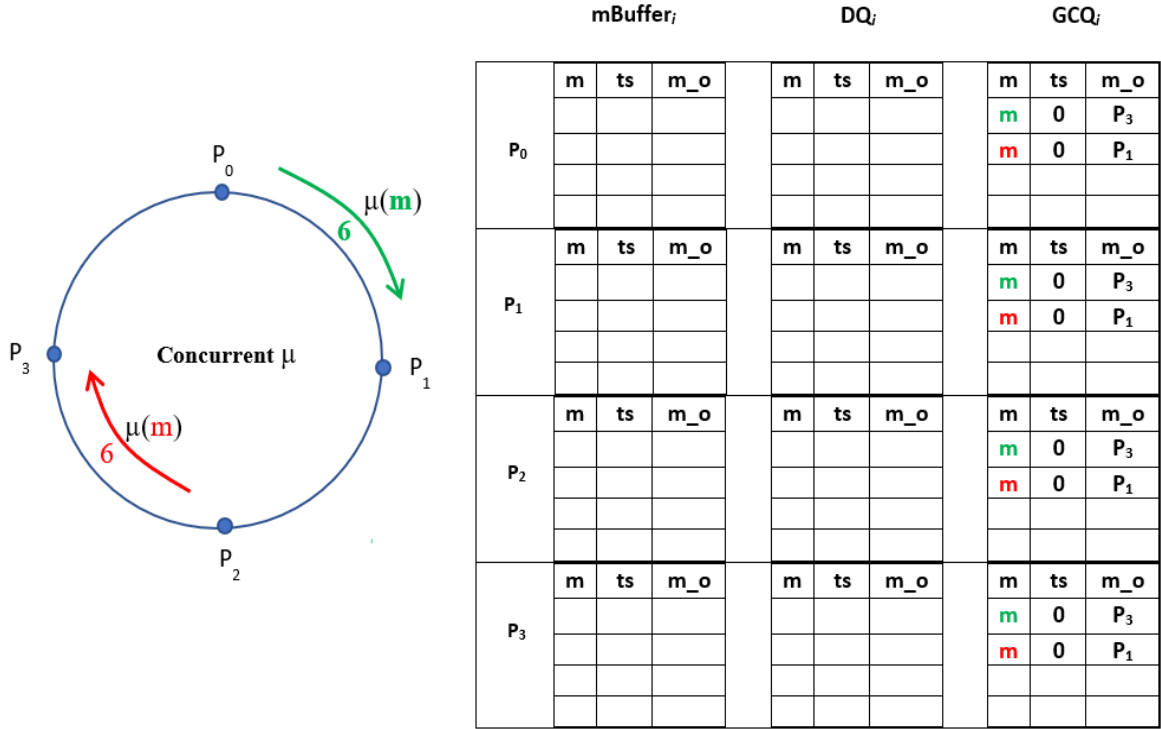 mBufferᵢ DQᵢ GCQᵢ
P₀
μ(m)
6
P₃
Concurrent μ
P₁
μ(m)
6
P₂
m ts m_o m ts m_o m ts m_o
m 0 P₃
P₀ m 0 P₁
m ts m_o m ts m_o m ts m_o
m 0 P₃
P₁ m 0 P₁
m ts m_o m ts m_o m ts m_o
m 0 P₃
P₂ m 0 P₁
m ts m_o m ts m_o m ts m_o
m 0 P₃
P₃ m 0 P₁